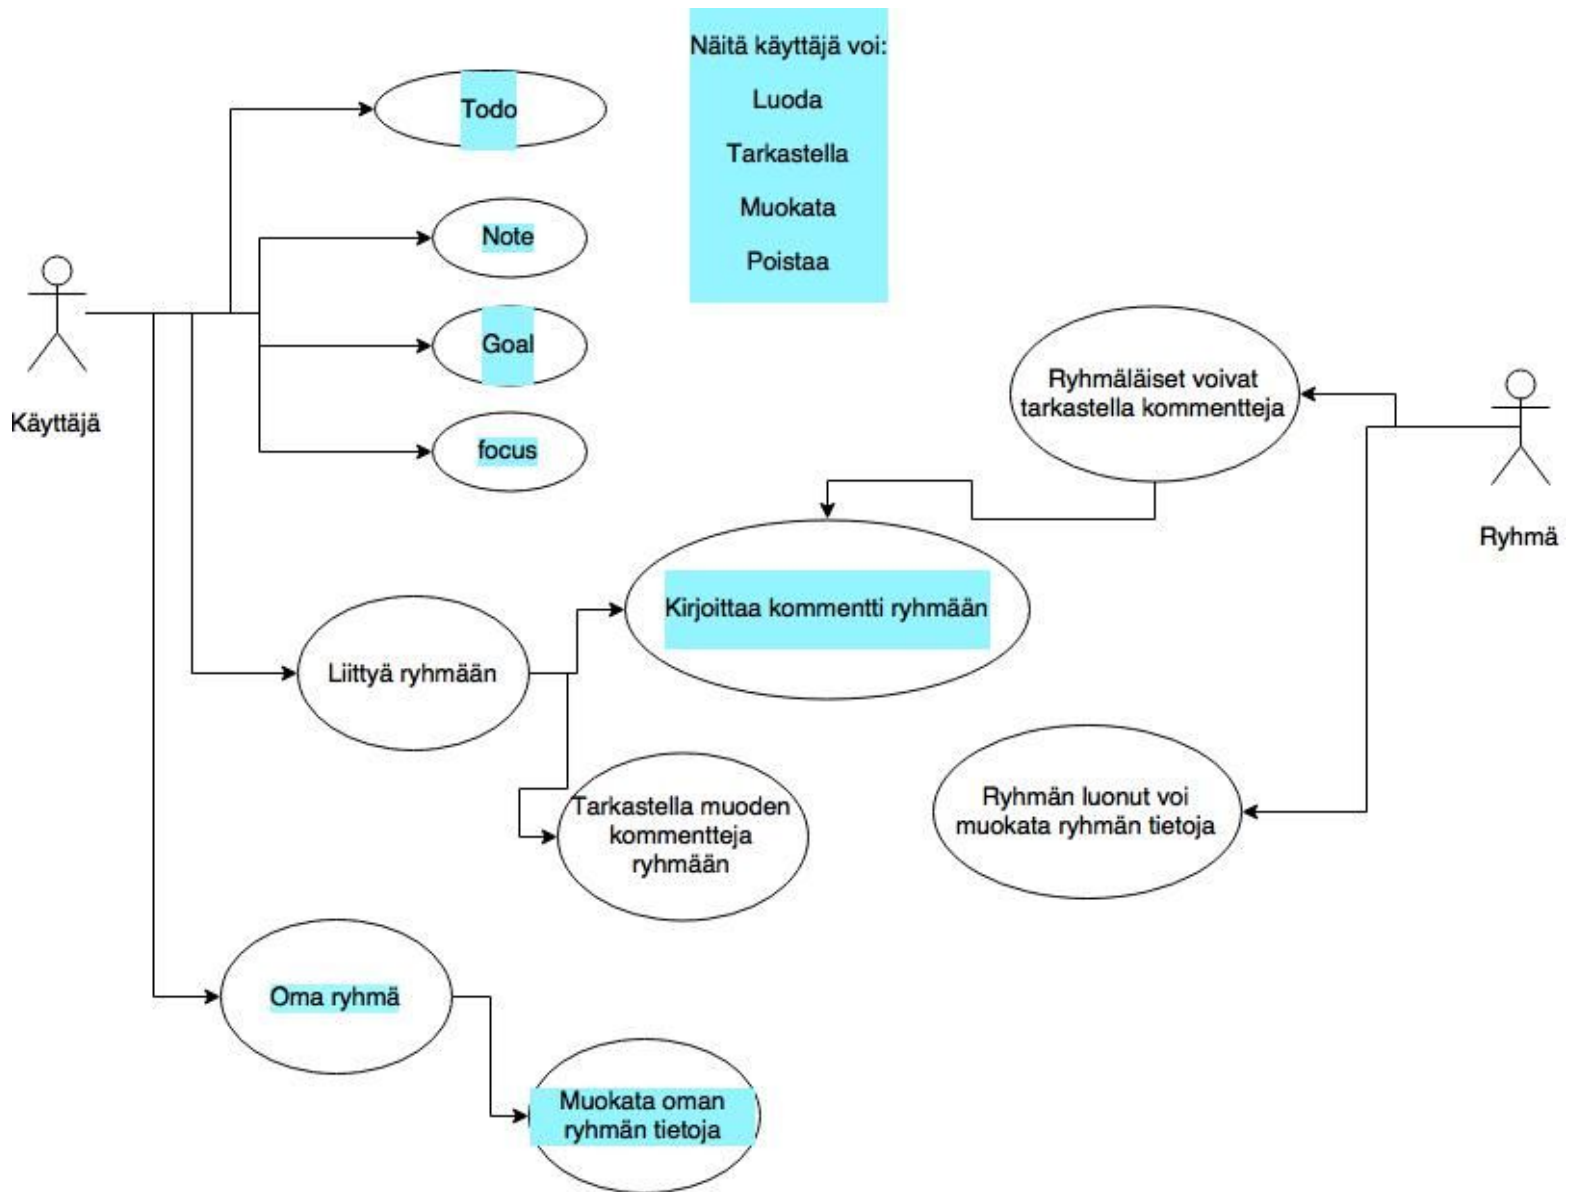 Näitä käyttäjä voi:
Luoda
Tarkastella
Muokata
Poistaa
Todo
Note
Goal
focus
Käyttäjä
Ryhmäläiset voivat
tarkastella kommentteja
Ryhmä
Kirjoittaa kommentti ryhmään
Liittyä ryhmään
Tarkastella muoden
kommentteja
ryhmään
Ryhmän luonut voi
muokata ryhmän tietoja
Oma ryhmä
Muokata oman
ryhmän tietoja